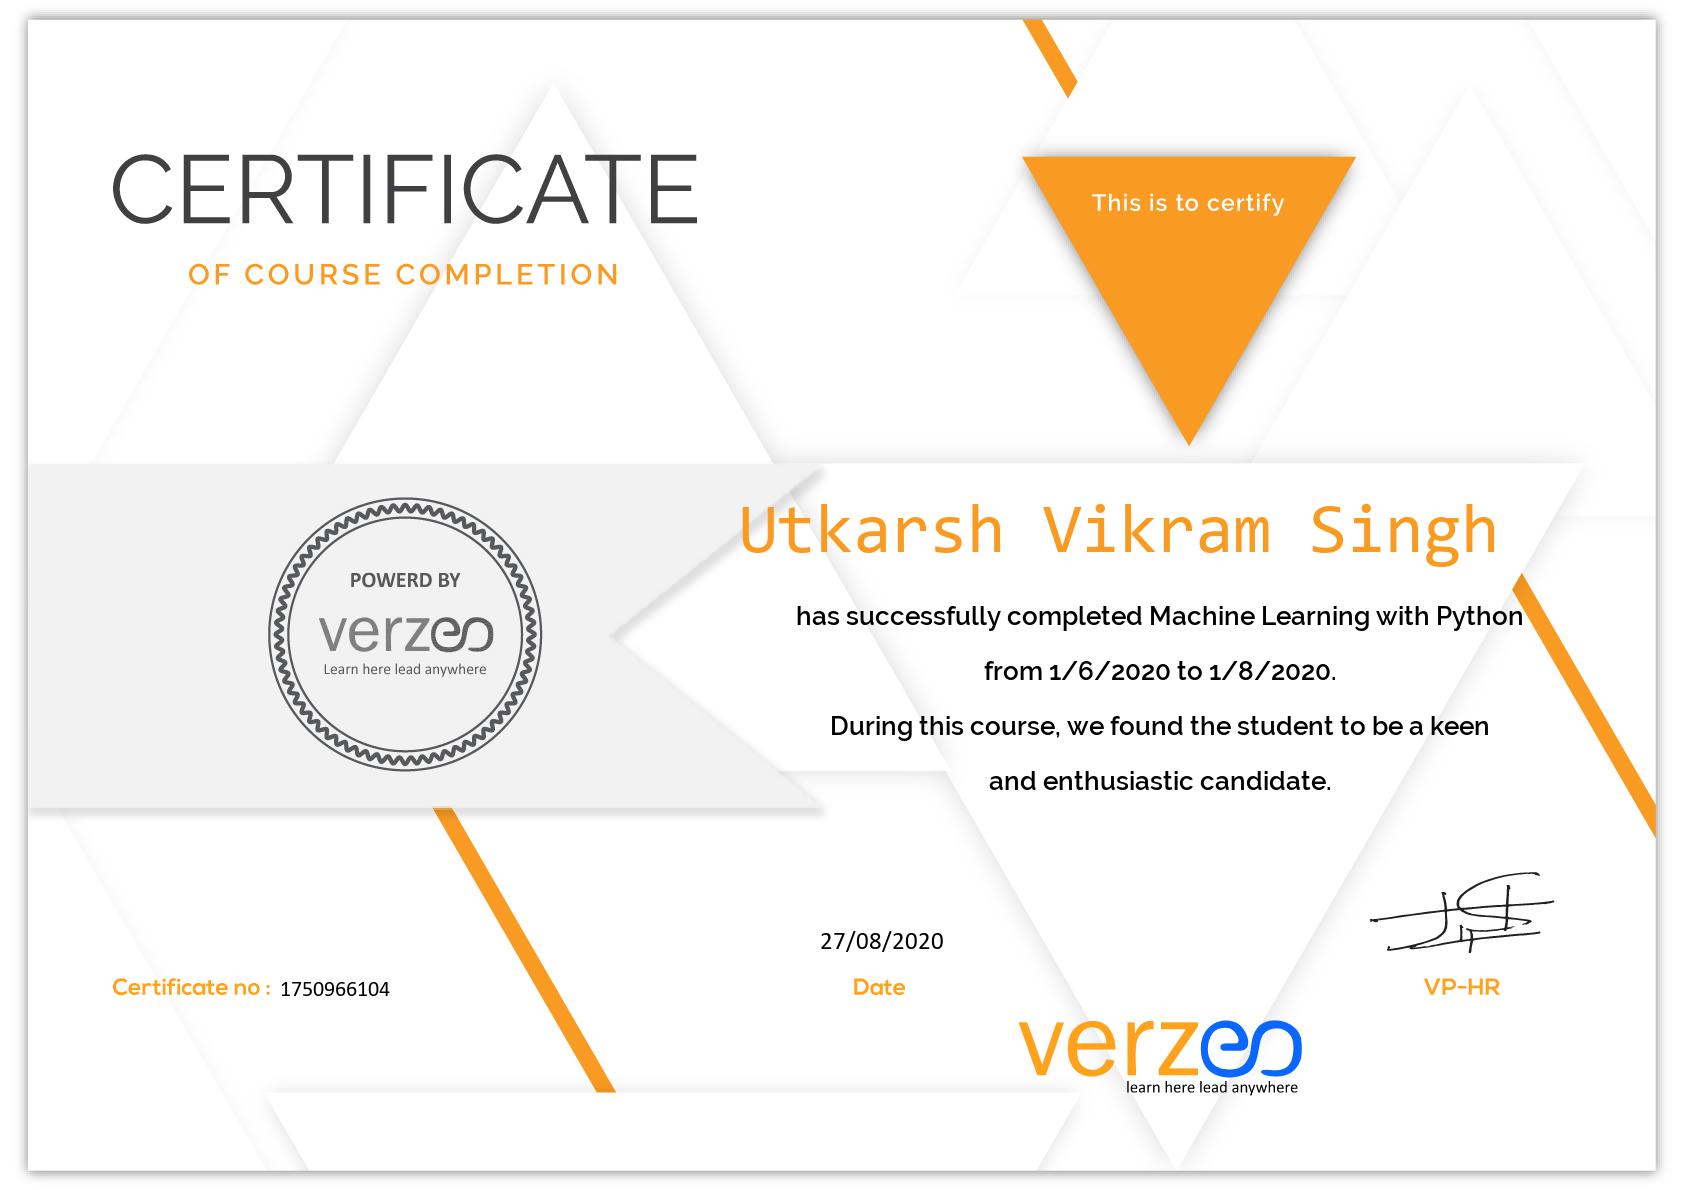 CERTIFICATE
OF COURSE COMPLETION
This is to certify
POWERD BY
verzeo
Learn here lead anywhere
Utkarsh Vikram Singh
has successfully completed Machine Learning with Python
from 1/6/2020 to 1/8/2020.
During this course, we found the student to be a keen
and enthusiastic candidate.
27/08/2020
Certificate no : 1750966104
Date
VP-HR
verzeo
learn here lead anywhere